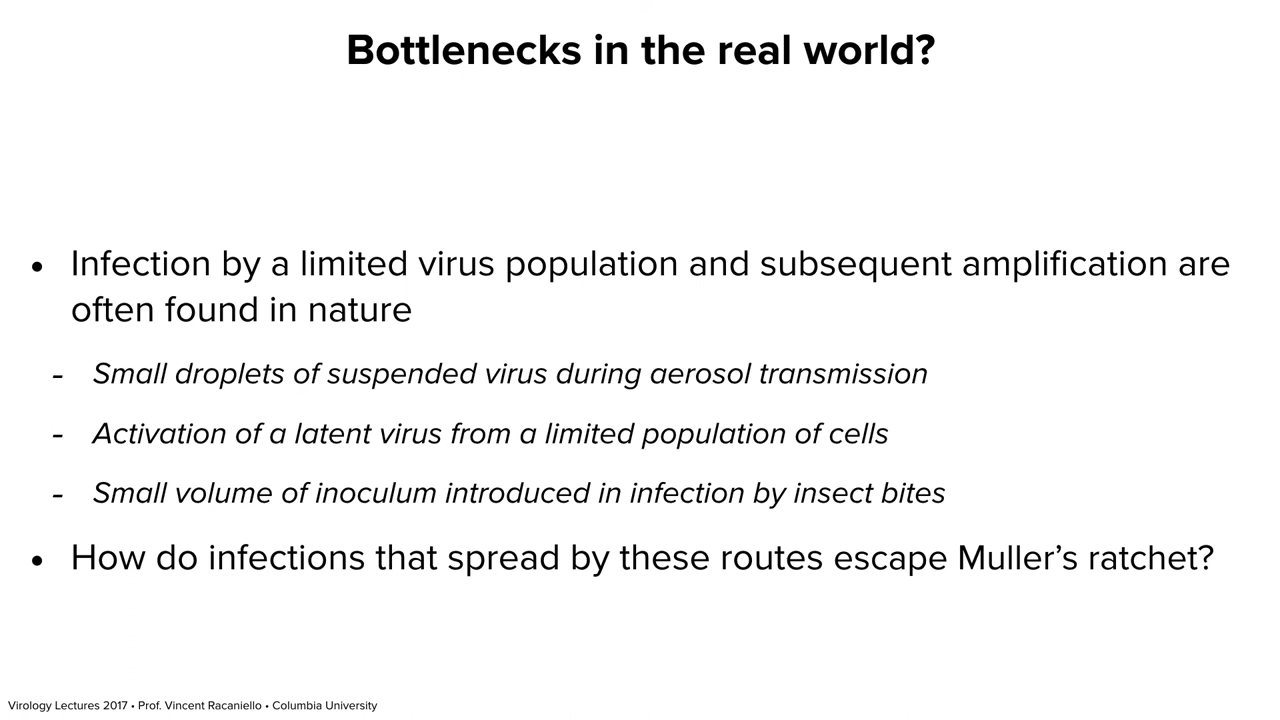 Bottlenecks in the real world?
• Infection by a limited virus population and subsequent amplification are
often found in nature
- Small droplets of suspended virus during aerosol transmission
- Activation of a latent virus from a limited population of cells
- Small volume of inoculum introduced in infection by insect bites
• How do infections that spread by these routes escape Muller’s ratchet?
Virology Lectures 2017 • Prof. Vincent Racaniello • Columbia University